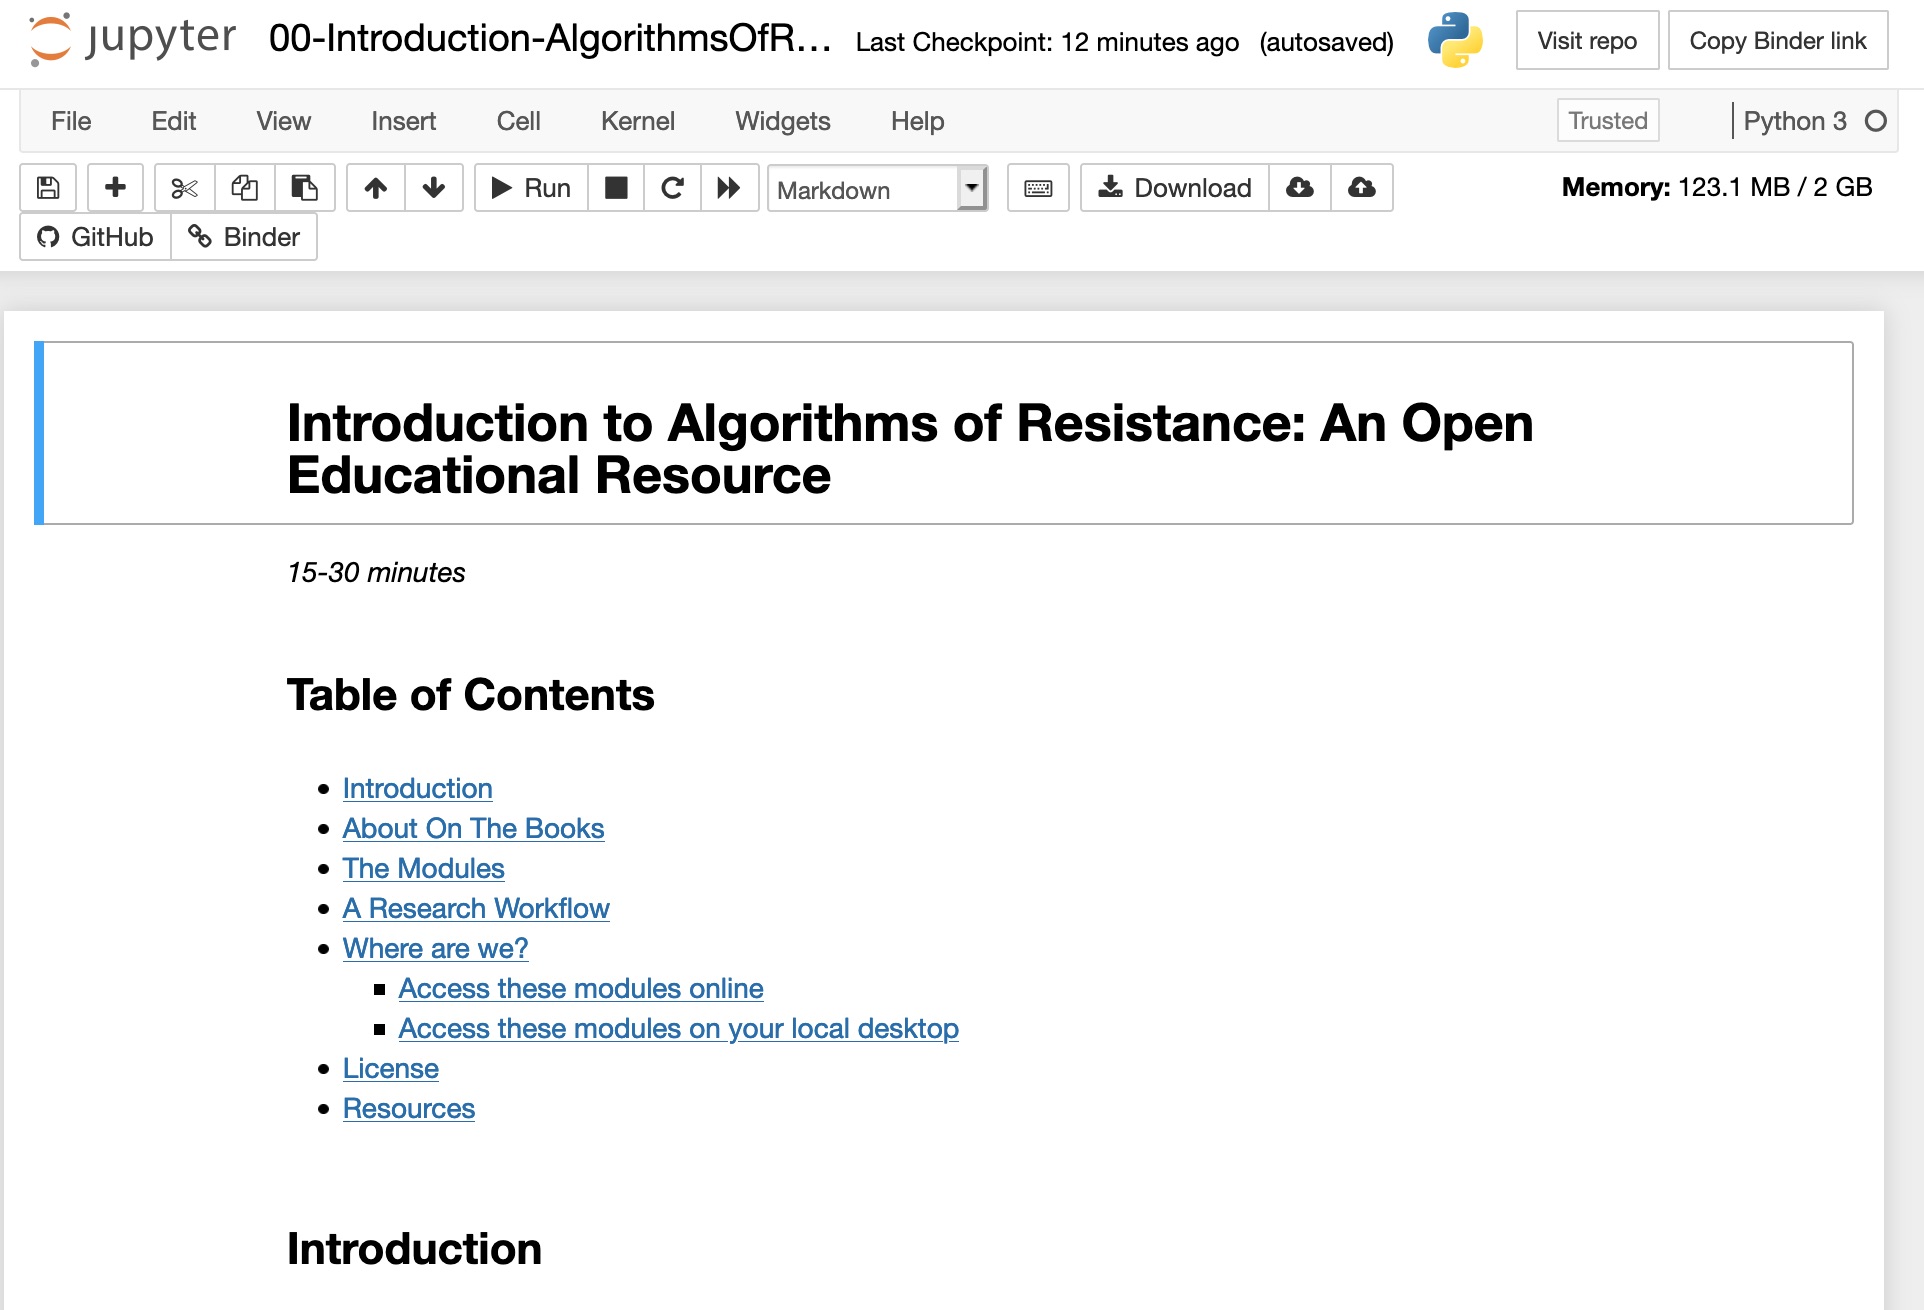 jupyter 00-Introduction-AlgorithmsOfR... Last Checkpoint: 12 minutes ago (autosaved) Visit repo Copy Binder link
File Edit View Insert Cell Kernel Widgets Help Trusted Python 3
Run Markdown Download Memory: 123.1 MB / 2 GB
GitHub Binder
Introduction to Algorithms of Resistance: An Open
Educational Resource
15-30 minutes
Table of Contents
Introduction
About On The Books
The Modules
A Research Workflow
Where are we?
Access these modules online
Access these modules on your local desktop
License
Resources
Introduction